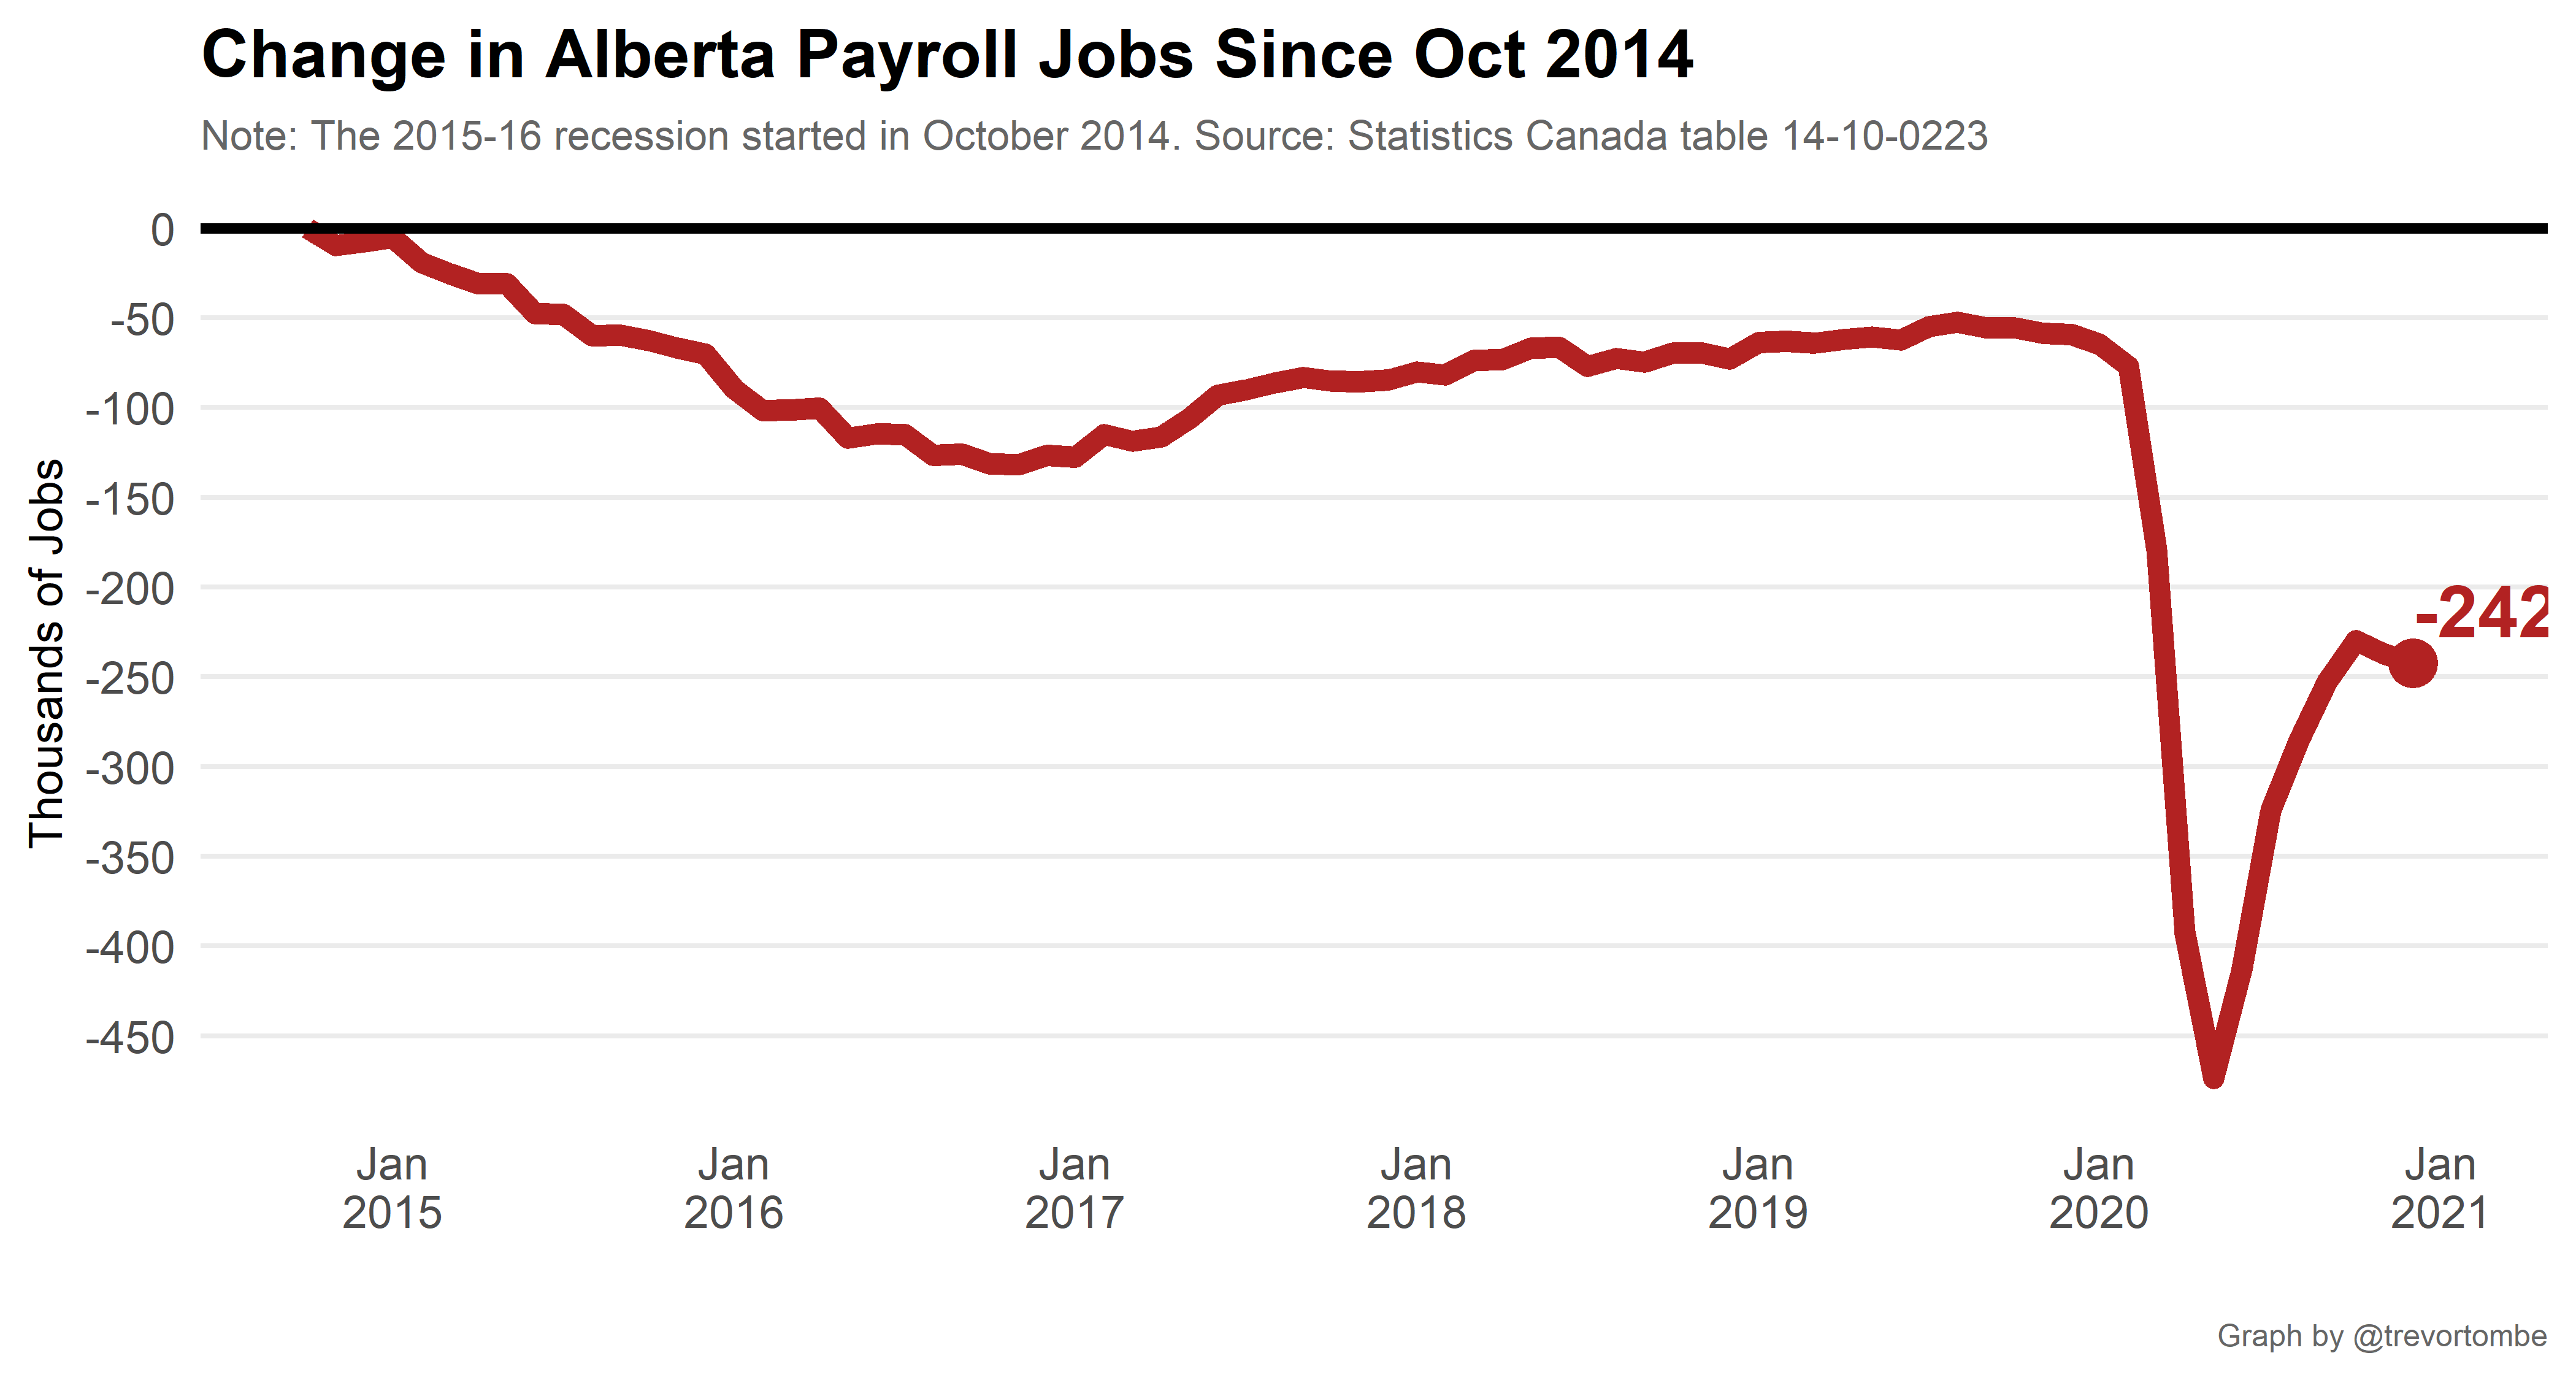 Change in Alberta Payroll Jobs Since Oct 2014
Note: The 2015-16 recession started in October 2014. Source: Statistics Canada table 14-10-0223
Thousands of Jobs
0
-50
-100
-150
-200
-250
-300
-350
-400
-450
-242
Jan
2015
Jan
2016
Jan
2017
Jan
2018
Jan
2019
Jan
2020
Jan
2021
Graph by @trevortombe